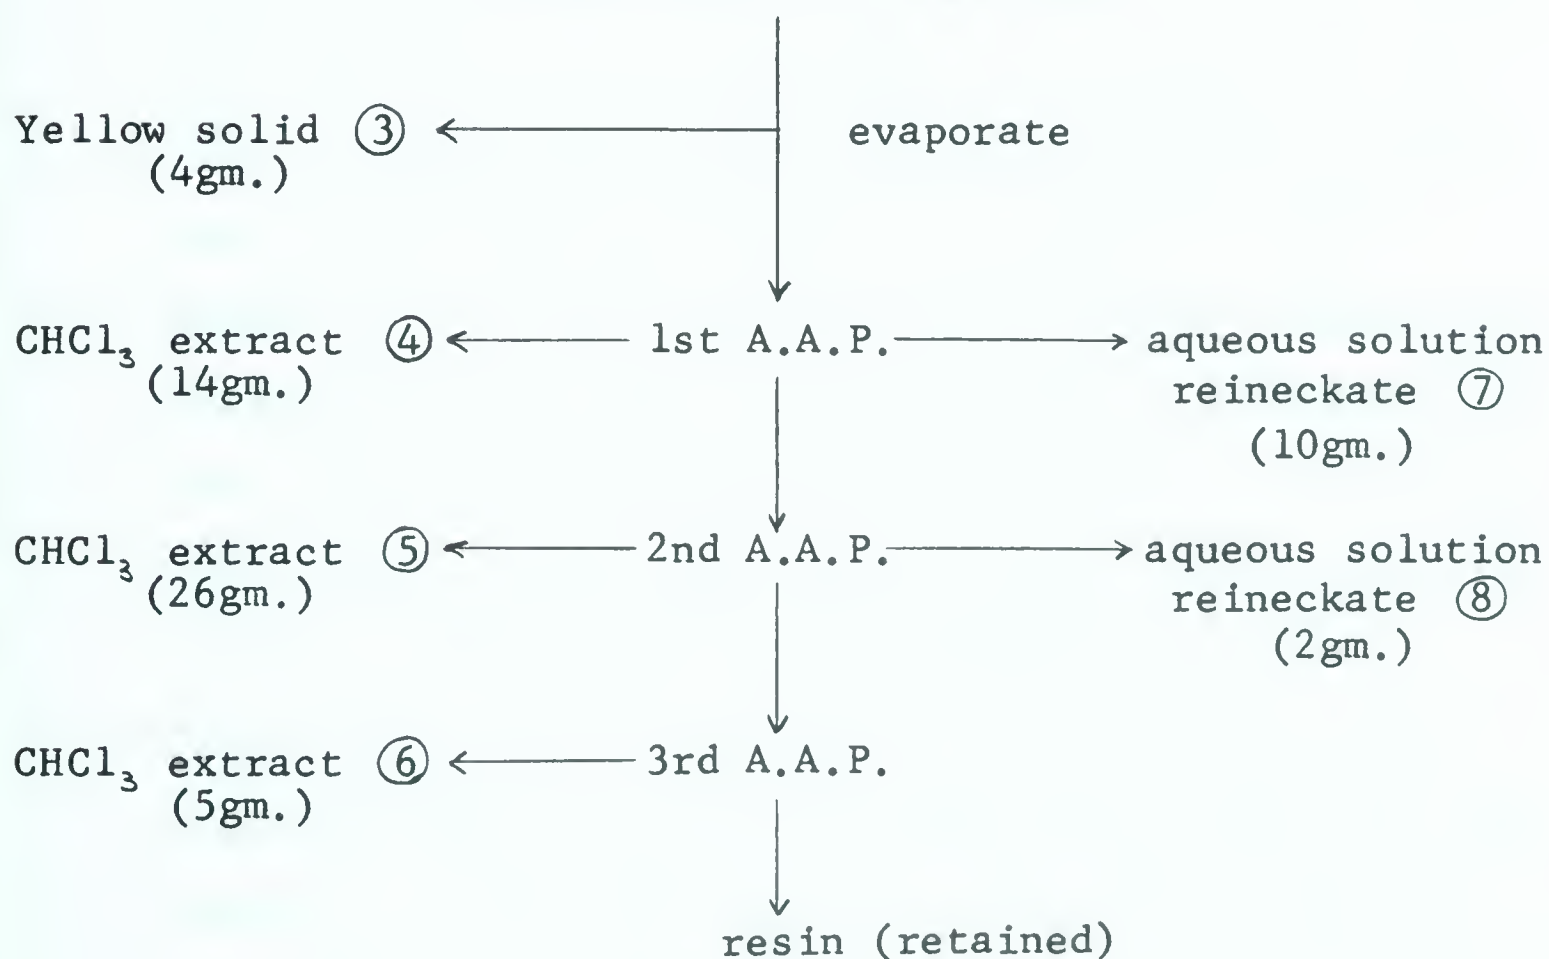 Yellow solid ③ evaporate
(4gm.)
CHCl₃ extract ④ 1st A.A.P. aqueous solution
(14gm.) reineckate ⑦
(10gm.)
CHCl₃ extract ⑤ 2nd A.A.P. aqueous solution
(26gm.) reineckate ⑧
(2gm.)
CHCl₃ extract ⑥ 3rd A.A.P.
(5gm.)
resin (retained)